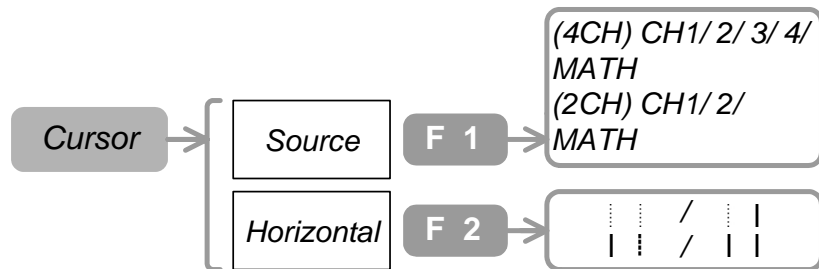 Cursor
Source
F 1
(4CH) CH1/ 2/ 3/ 4/
MATH
(2CH) CH1/ 2/
MATH
Horizontal
F 2
/
/